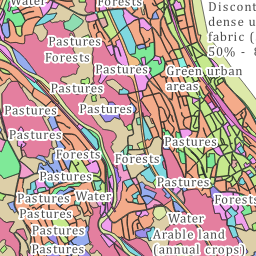 Water
Forests
Discont
dense u
fabric (
50% - 8
Pastures
Forests
Pastures
Green urban
areas
Pastures
Pastures
Pastures
Pastures
Pastures
Forests
Forests
Pastures
Pastures
Pastures
Water
Forests
Pastures
Water
Pastures
Arable land
(annual crops)
Pastures